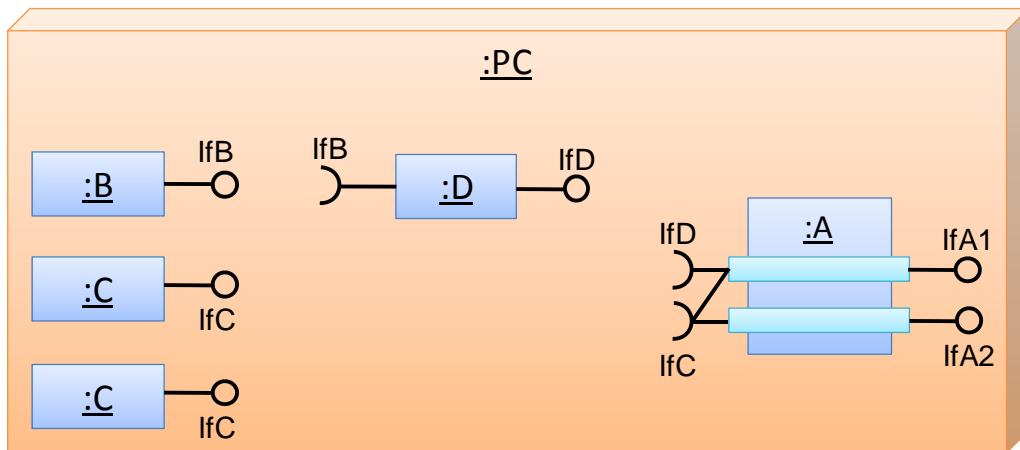 :PC
IfB
IfB
IfD
:B
:D
IfD
:A
IfA1
:C
IfC
IfC
IfA2
:C
IfC